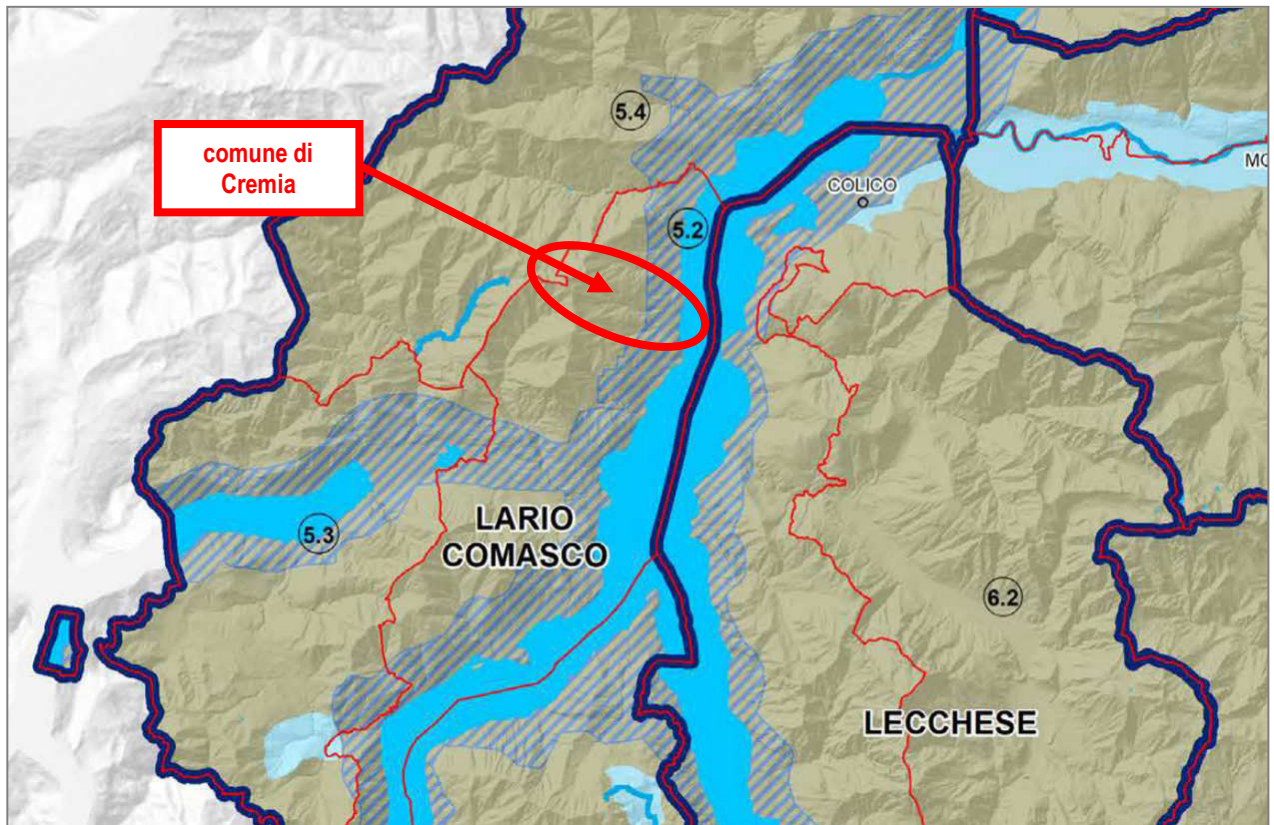 5.4
comune di
Cremia
MO
COLICO
5.2
LARIO
COMASCO
5.3
6.2
LECCHESE